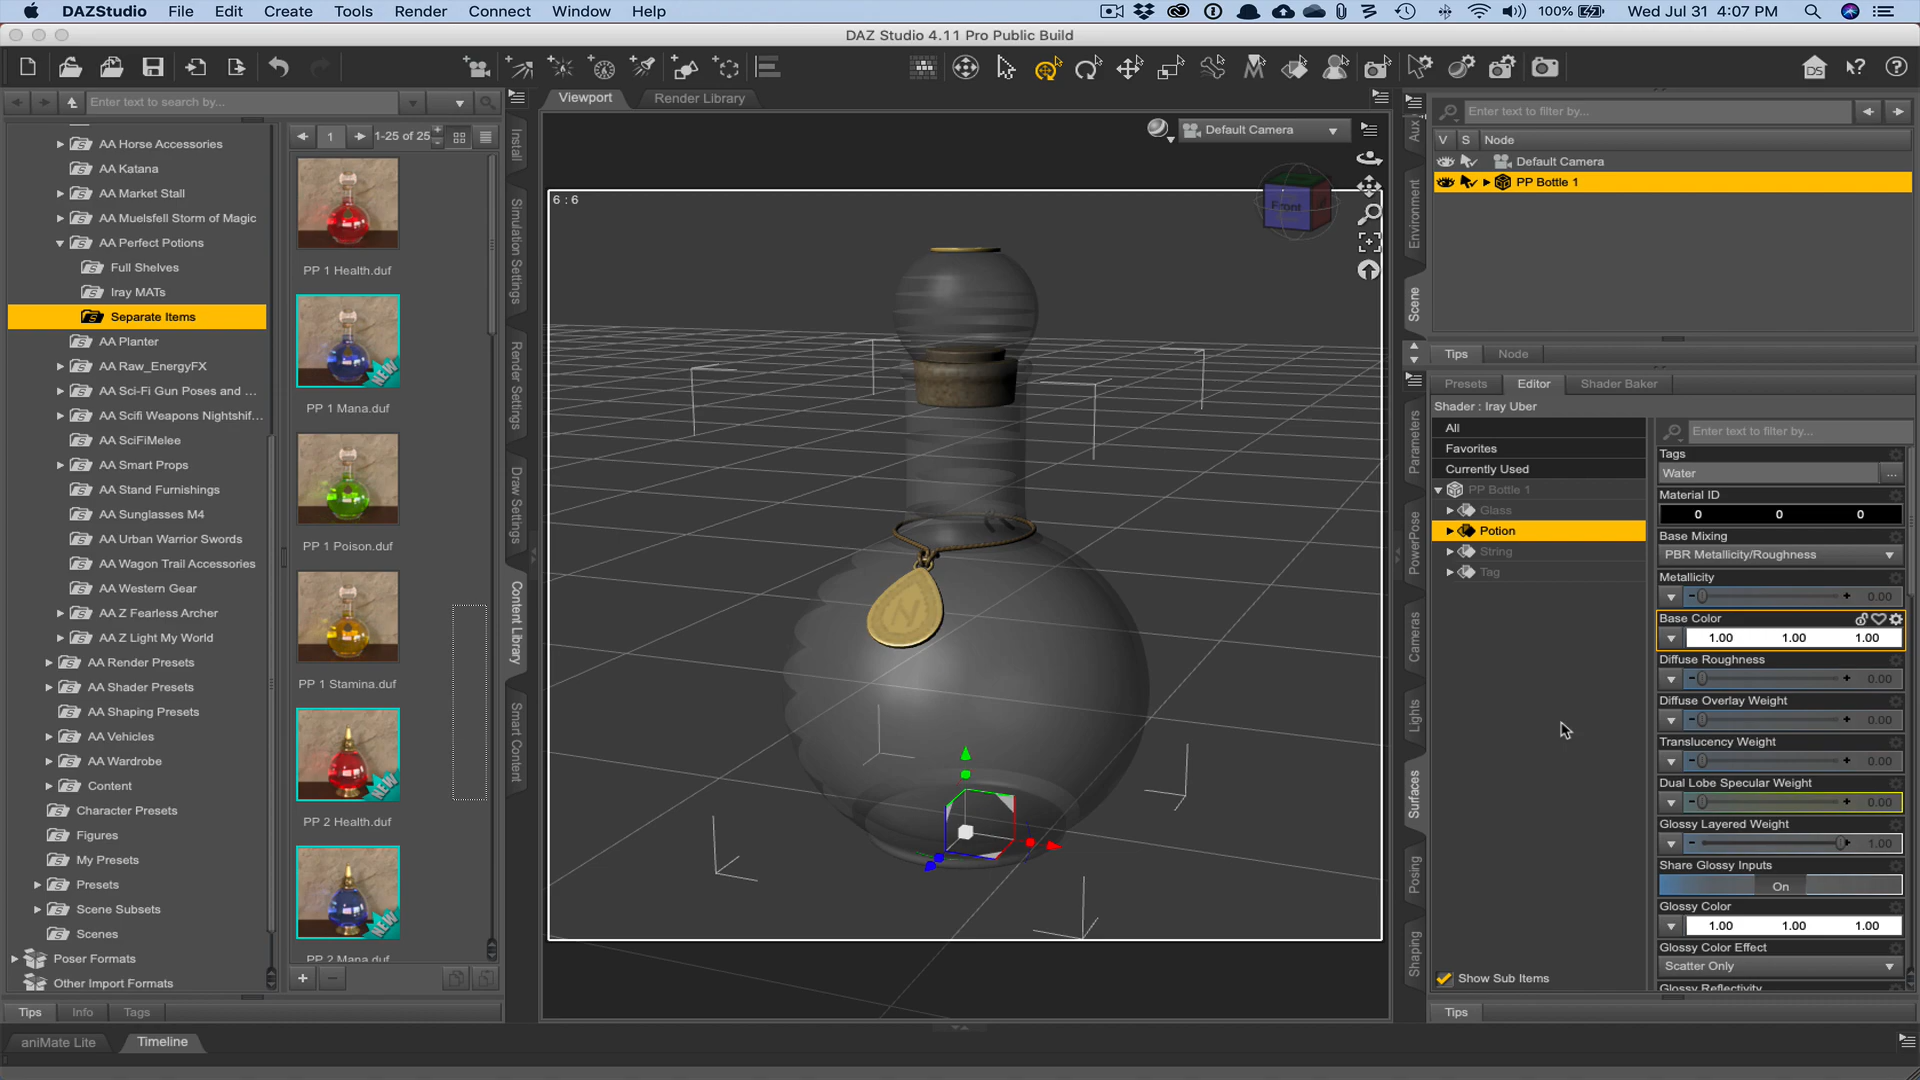 DAZStudio File Edit Create Tools Render Connect Window Help 100% Wed Jul 31 4:07 PM
DAZ Studio 4.11 Pro Public Build
Enter text to search by...
AA Horse Accessories
AA Katana
AA Market Stall
AA Muelsfell Storm of Magic
AA Perfect Potions
Full Shelves
Iray MATs
Separate Items
AA Planter
AA Raw_EnergyFX
AA Sci-Fi Gun Poses and ...
AA Scifi Weapons Nightshif...
AA SciFiMelee
AA Smart Props
AA Stand Furnishings
AA Sunglasses M4
AA Urban Warrior Swords
AA Wagon Trail Accessories
AA Western Gear
AA Z Fearless Archer
AA Z Light My World
AA Render Presets
AA Shader Presets
AA Shaping Presets
AA Vehicles
AA Wardrobe
Content
Character Presets
Figures
My Presets
Presets
Scene Subsets
Scenes
Poser Formats
Other Import Formats
Tips Info Tags
aniMate Lite Timeline
1 1-25 of 25
PP 1 Health.duf
NEW
PP 1 Mana.duf
PP 1 Poison.duf
PP 1 Stamina.duf
NEW
PP 2 Health.duf
NEW
PP 2 Mana.duf
Install
Simulation Settings
Render Settings
Draw Settings
Content Library
Smart Content
Viewport Render Library
Default Camera
6 : 6
Front
N
Aux
Environment
Scene
Parameters
PowerPose
Cameras
Lights
Surfaces
Posing
Shaping
DS
Enter text to filter by...
V S Node
Default Camera
PP Bottle 1
Tips Node
Presets Editor Shader Baker
Shader : Iray Uber
All
Favorites
Currently Used
PP Bottle 1
Glass
Potion
String
Tag
Show Sub Items
Tips
Enter text to filter by...
Tags
Water ...
Material ID
0 0 0
Base Mixing
PBR Metallicity/Roughness
Metallicity
0.00
Base Color
1.00 1.00 1.00
Diffuse Roughness
0.00
Diffuse Overlay Weight
0.00
Translucency Weight
0.00
Dual Lobe Specular Weight
0.00
Glossy Layered Weight
1.00
Share Glossy Inputs
On
Glossy Color
1.00 1.00 1.00
Glossy Color Effect
Scatter Only
Glossy Reflectivity